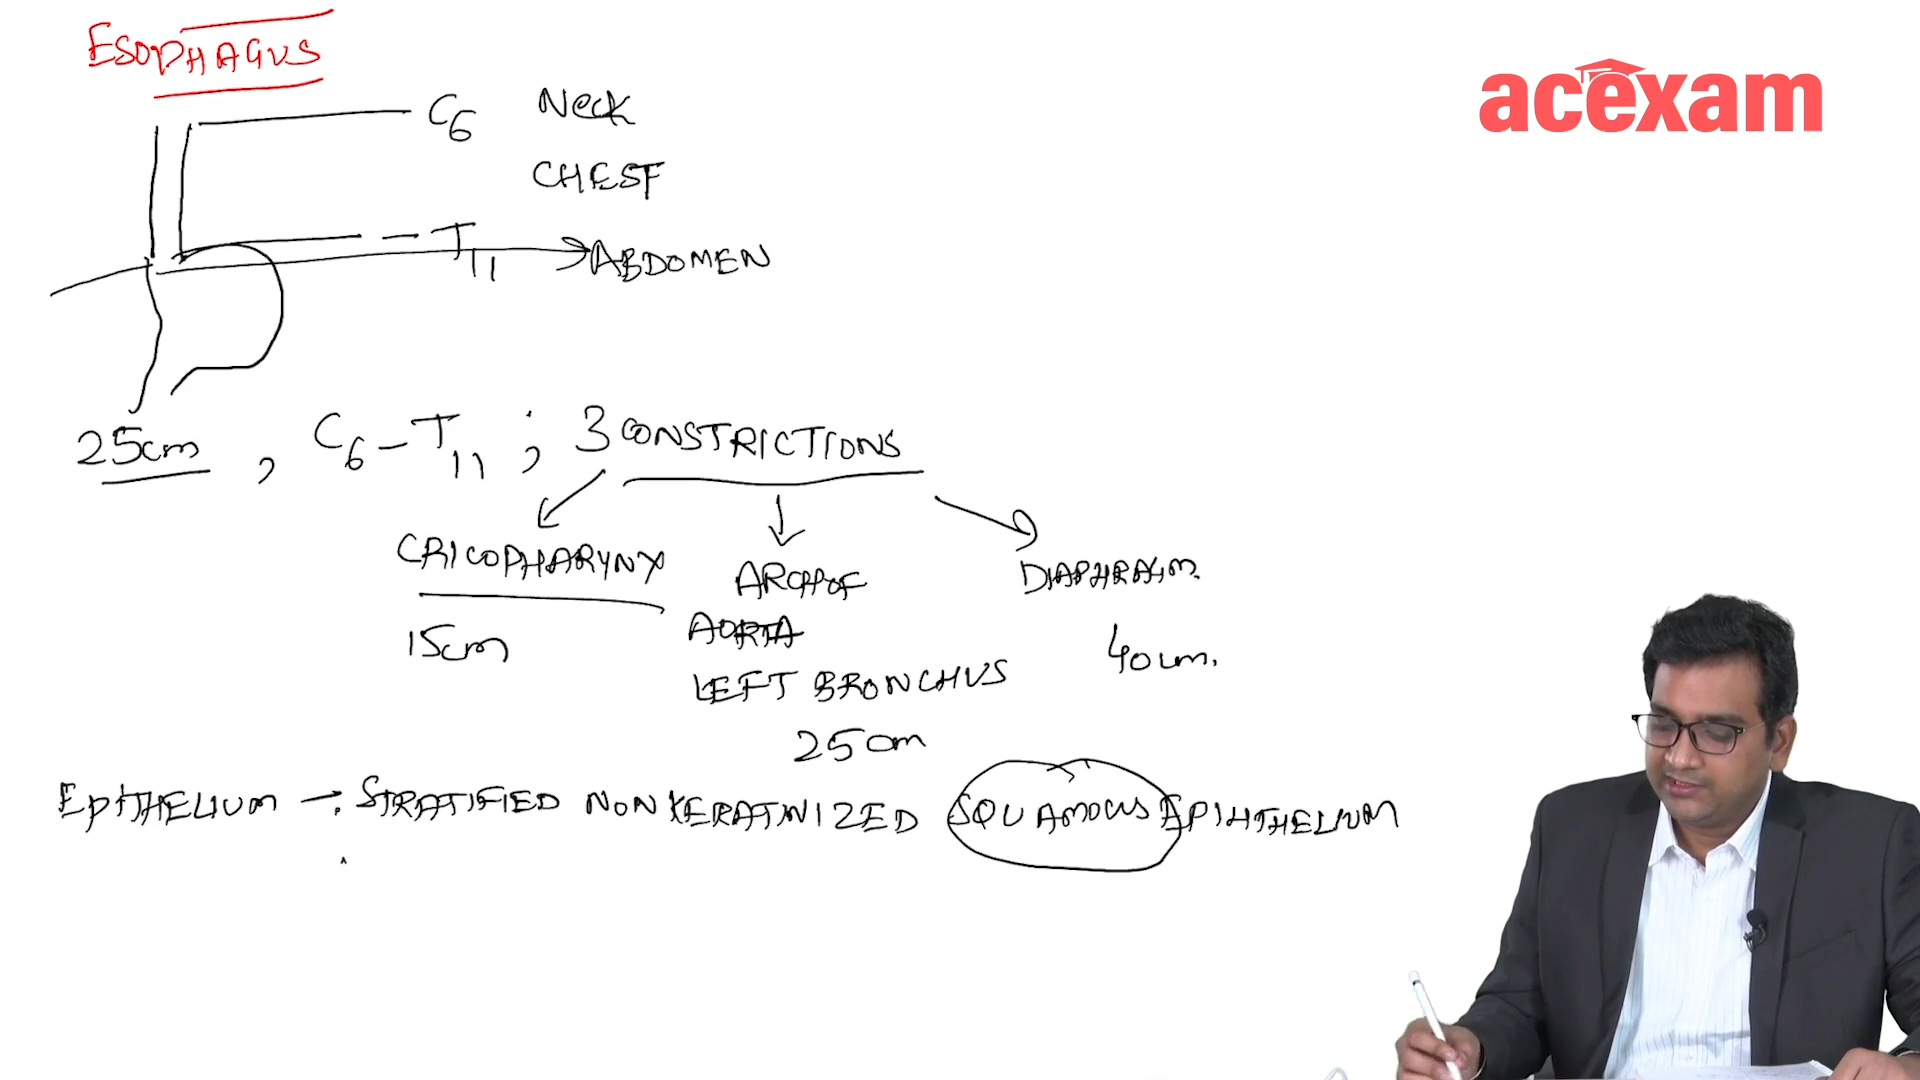 ESOPHAGUS
acexam
C6 Neck
CHEST
T11 ABDOMEN
25cm, C6-T11; 3 CONSTRICTIONS
CRICOPHARYNX
ARCH OF
DIAPHRAGM.
15cm
AORTA
40cm.
LEFT BRONCHUS
25cm
EPITHELIUM → STRATIFIED NON KERATINIZED SQUAMOUS EPIHTHELIUM